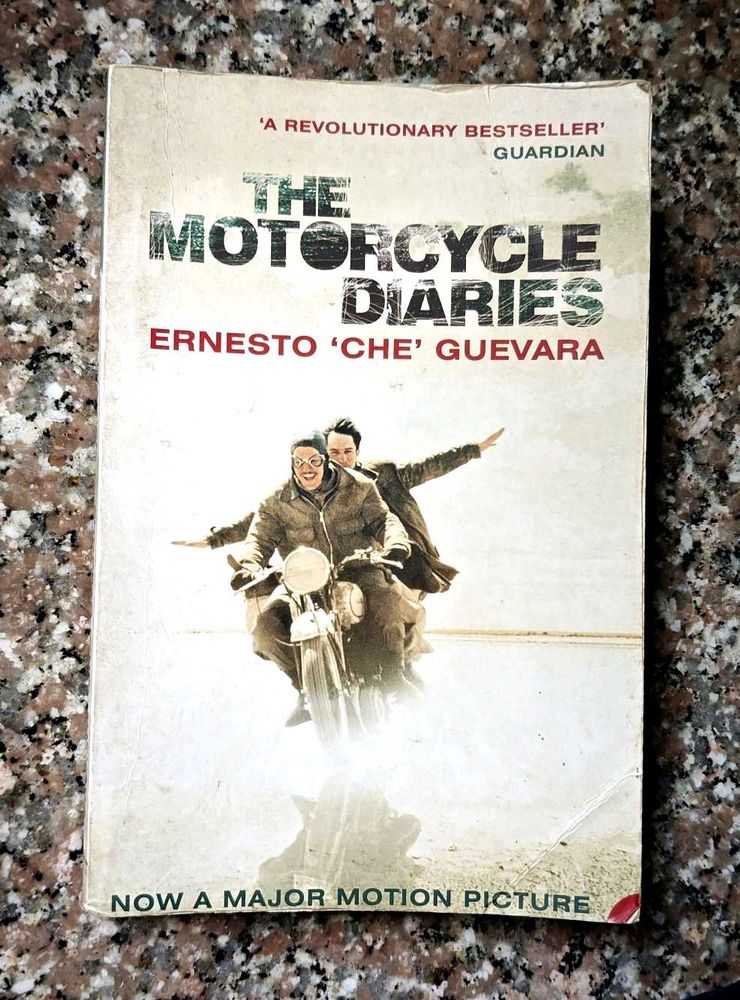 'A REVOLUTIONARY BESTSELLER'
GUARDIAN
THE
MOTORCYCLE
DIARIES
ERNESTO 'CHE' GUEVARA
NOW A MAJOR MOTION PICTURE